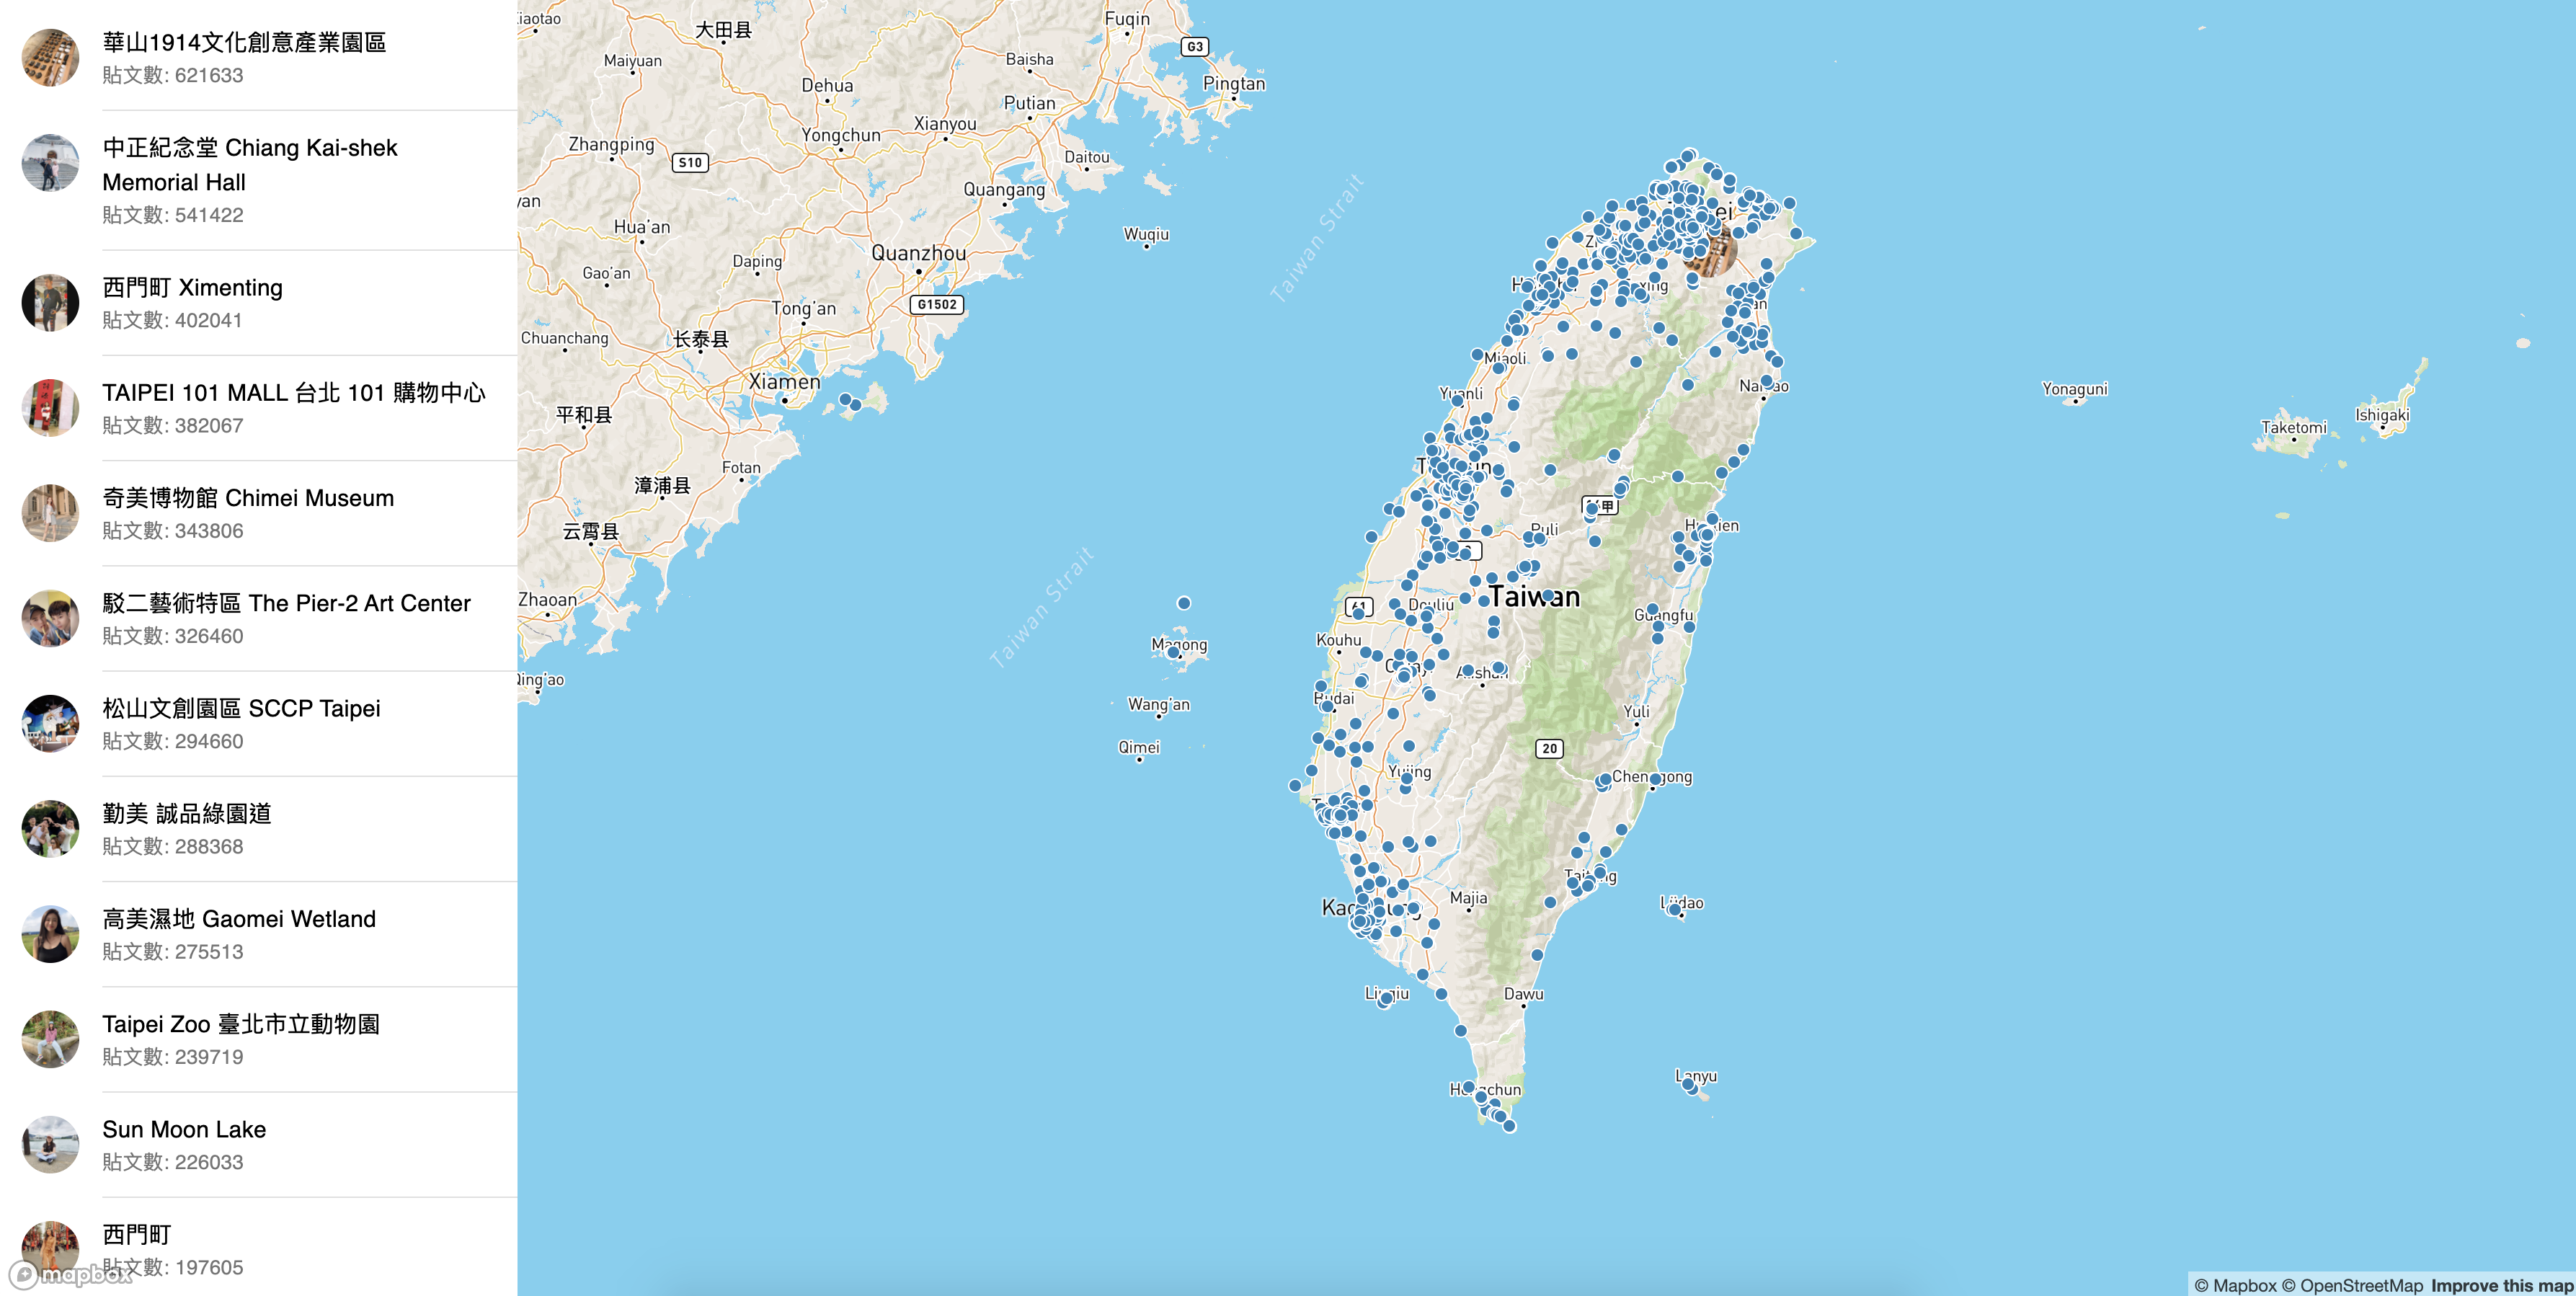 華山1914文化創意產業園區
貼文數: 621633
中正紀念堂 Chiang Kai-shek
Memorial Hall
貼文數: 541422
西門町 Ximenting
貼文數: 402041
TAIPEI 101 MALL 台北 101 購物中心
貼文數: 382067
奇美博物館 Chimei Museum
貼文數: 343806
駁二藝術特區 The Pier-2 Art Center
貼文數: 326460
松山文創園區 SCCP Taipei
貼文數: 294660
勤美 誠品綠園道
貼文數: 288368
高美濕地 Gaomei Wetland
貼文數: 275513
Taipei Zoo 臺北市立動物園
貼文數: 239719
Sun Moon Lake
貼文數: 226033
西門町
貼文數: 197605
mapbox
大田县
Fuqin
G3
Maiyuan
Baisha
Pingtan
Dehua
Putian
Xianyou
Yongchun
Zhangping
S10
Daitou
Quangang
Hua'an
Wuqiu
Taiwan Strait
Quanzhou
Daping
Gao'an
G1502
Tong'an
Chuanchang
长泰县
Miaoli
Xiamen
Yonaguni
平和县
Ishigaki
Taketomi
Fotan
漳浦县
云霄县
Puli
Taiwan Strait
Taiwan
Zhaoan
61
Guangfu
Kouhu
Magong
Wang'an
Yuli
Qimei
20
Majia
Dawu
Lanyu
© Mapbox © OpenStreetMap Improve this map